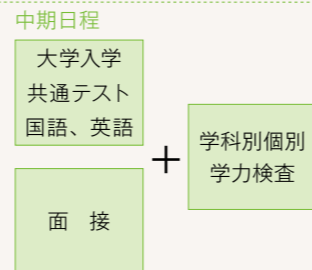 中期日程
大学入学
共通テスト
国語、英語
＋
学科別個別
学力検査
面　接